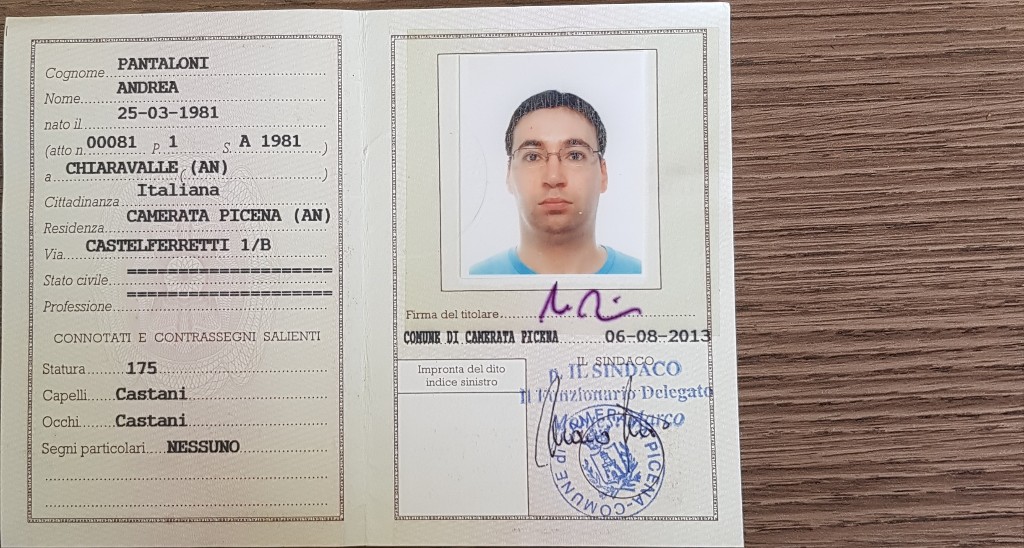 Cognome PANTALONI
Nome ANDREA
nato il 25-03-1981
(atto n. 00081 P. 1 S. A 1981 )
a CHIARAVALLE (AN) )
Cittadinanza Italiana
Residenza CAMERATA PICENA (AN)
Via CASTELFERRETTI 1/B
Stato civile =====================
Professione =====================
CONNOTATI E CONTRASSEGNI SALIENTI
Statura 175
Capelli Castani
Occhi Castani
Segni particolari NESSUNO
Firma del titolare
COMUNE DI CAMERATA PICENA 06-08-2013
Impronta del dito
indice sinistro
IL SINDACO
p. IL SINDACO
Il Funzionario Delegato
Marco
PICENA-COMUNE DI